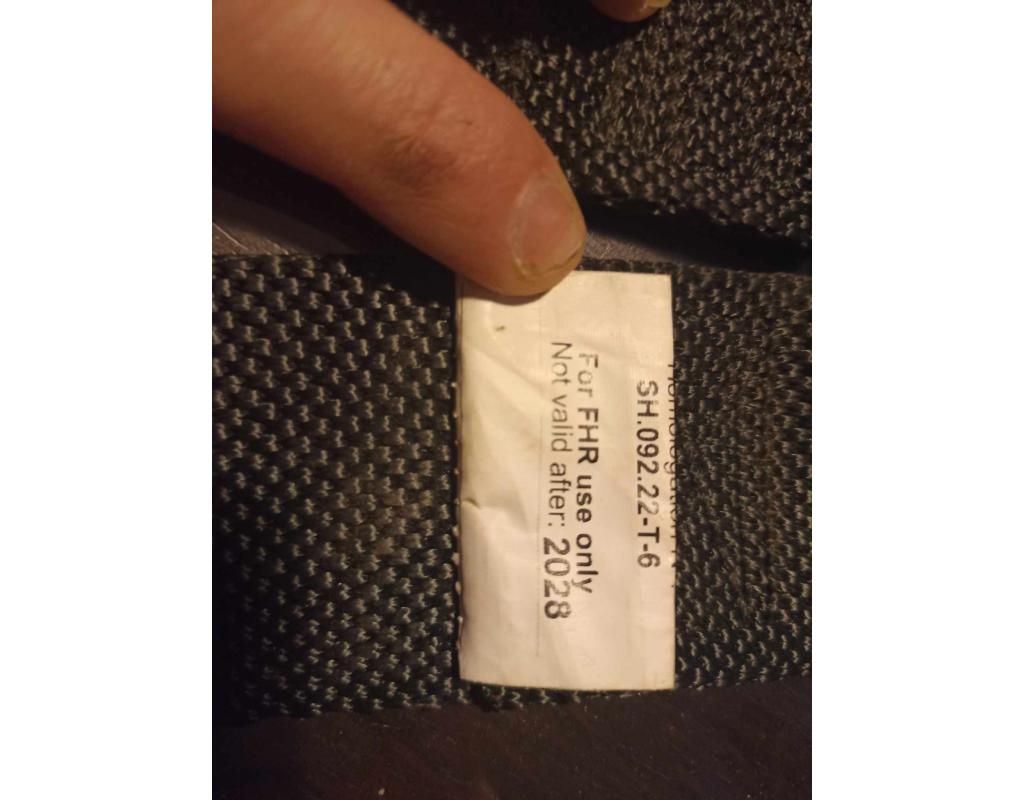 SH.092.22-T-6
For FHR use only
Not valid after: 2028